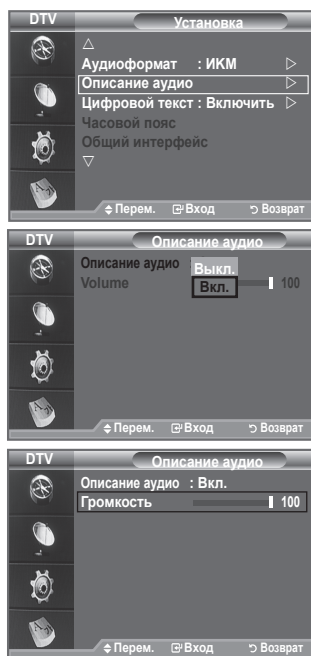 DTV Установка
△
Аудиоформат : ИКМ ▷
Описание аудио ▷
Цифровой текст : Включить ▷
Часовой пояс
Общий интерфейс
▽
Перем. Вход Возврат
DTV Описание аудио
Описание аудио Выкл.
Volume Вкл. 100
Перем. Вход Возврат
DTV Описание аудио
Описание аудио : Вкл.
Громкость 100
Перем. Вход Возврат